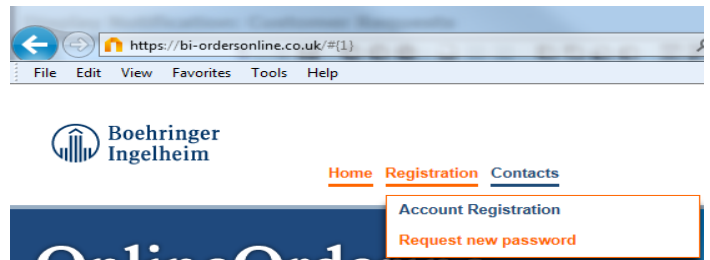 https://bi-ordersonline.co.uk/#{1}
File Edit View Favorites Tools Help
Boehringer
Ingelheim
Home Registration Contacts
Account Registration
Request new password